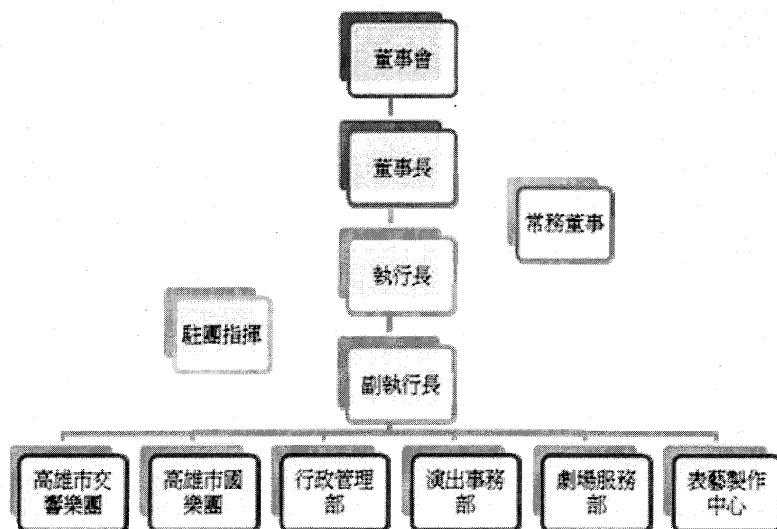 董事會
董事長
常務董事
執行長
駐團指揮
副執行長
高雄市交
響樂團
高雄市國
樂團
行政管理
部
演出事務
部
劇場服務
部
表藝製作
中心